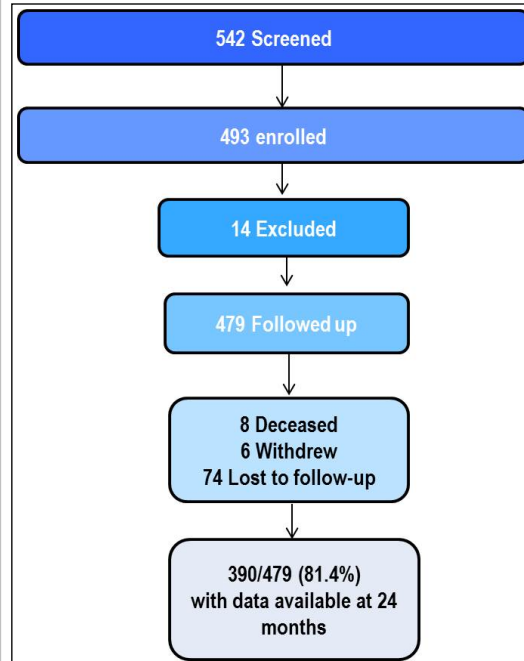 542 Screened
493 enrolled
14 Excluded
479 Followed up
8 Deceased
6 Withdrew
74 Lost to follow-up
390/479 (81.4%)
with data available at 24
months